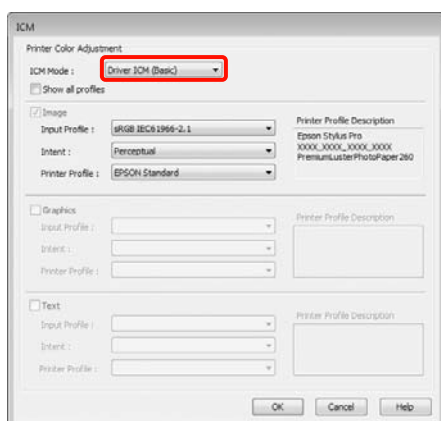 ICM
Printer Color Adjustment
ICM Mode :
Driver ICM (Basic)
Show all profiles
Image
Input Profile :
sRGB IEC61966-2.1
Intent :
Perceptual
Printer Profile :
EPSON Standard
Printer Profile Description
Epson Stylus Pro
XXXX_XXXX_XXXX_XXXX
PremiumLusterPhotoPaper260
Graphics
Input Profile :
Intent :
Printer Profile :
Printer Profile Description
Text
Input Profile :
Intent :
Printer Profile :
Printer Profile Description
OK
Cancel
Help